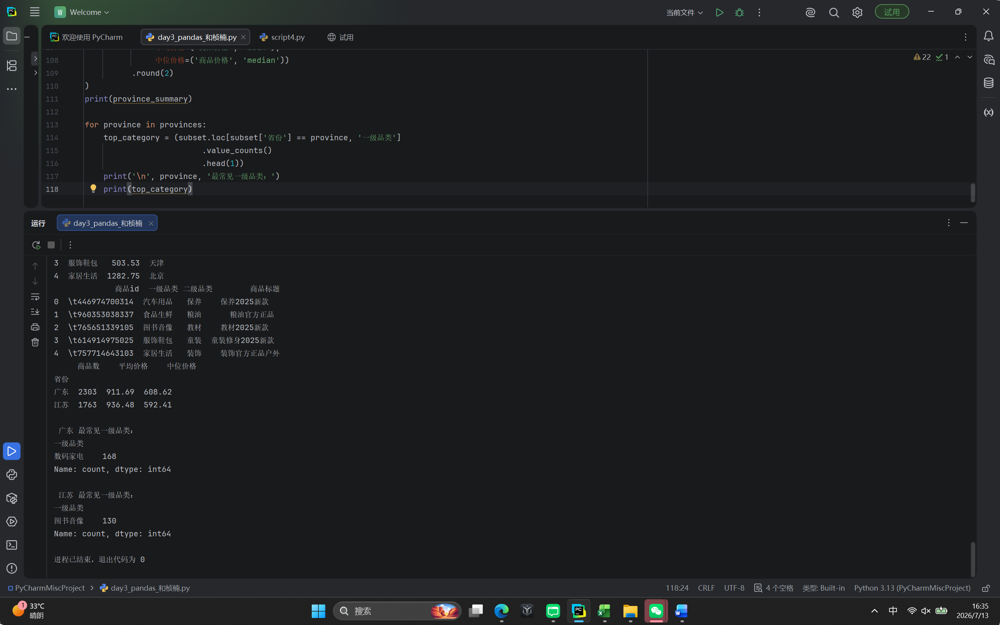 W Welcome
当前文件
试用
欢迎使用 PyCharm
day3_pandas_和桢楠.py
script4.py
试用
22
1
108 中位价格=('商品价格', 'median'))
109 .round(2)
110 )
111 print(province_summary)
112
113 for province in provinces:
114 top_category = (subset.loc[subset['省份'] == province, '一级品类']
115 .value_counts()
116 .head(1))
117 print('\n', province, '最常见一级品类：')
118 print(top_category)
运行
day3_pandas_和桢楠
3 服饰鞋包 503.53 天津
4 家居生活 1282.75 北京
商品id 一级品类 二级品类 商品标题
0 \t446974700314 汽车用品 保养 保养2025新款
1 \t960353038337 食品生鲜 粮油 粮油官方正品
2 \t765651339105 图书音像 教材 教材2025新款
3 \t614914975025 服饰鞋包 童装 童装修身2025新款
4 \t757714643103 家居生活 装饰 装饰官方正品户外
商品数 平均价格 中位价格
省份
广东 2303 911.69 608.62
江苏 1763 936.48 592.41
广东 最常见一级品类：
一级品类
数码家电 168
Name: count, dtype: int64
江苏 最常见一级品类：
一级品类
图书音像 130
Name: count, dtype: int64
进程已结束，退出代码为 0
PyCharmMiscProject
day3_pandas_和桢楠.py
118:24 CRLF UTF-8 4 个空格 类型: Built-in Python 3.13 (PyCharmMiscProject)
1
33°C
晴朗
搜索
中
16:35
2026/7/13